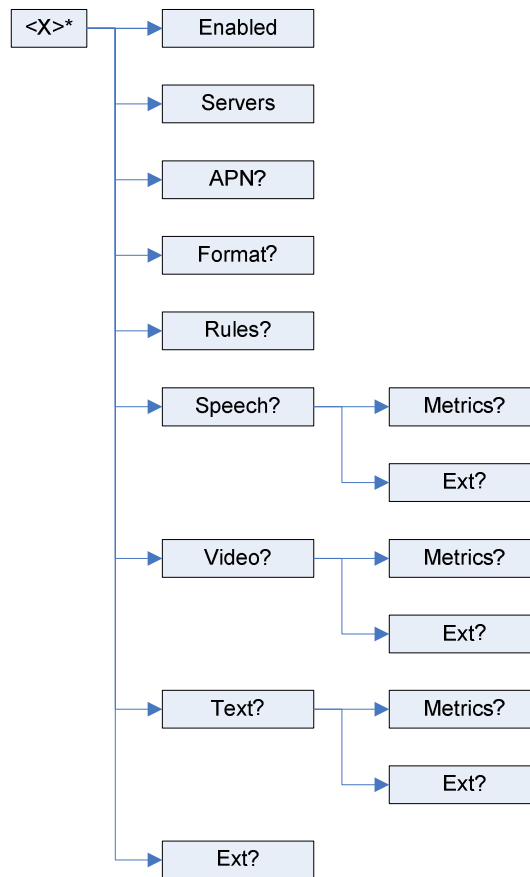 <X>*
Enabled
Servers
APN?
Format?
Rules?
Speech?
Metrics?
Ext?
Video?
Metrics?
Ext?
Text?
Metrics?
Ext?
Ext?